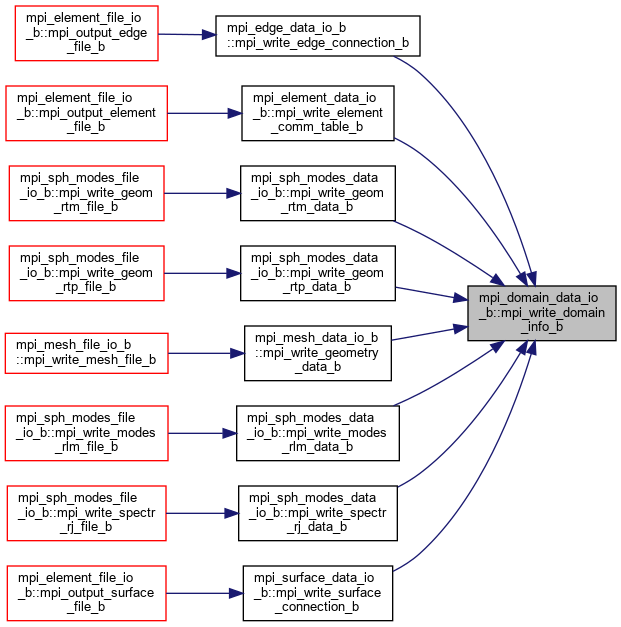 mpi_element_file_io
_b::mpi_output_edge
_file_b
mpi_edge_data_io_b
::mpi_write_edge_connection_b
mpi_element_file_io
_b::mpi_output_element
_file_b
mpi_element_data_io
_b::mpi_write_element
_comm_table_b
mpi_sph_modes_file
_io_b::mpi_write_geom
_rtm_file_b
mpi_sph_modes_data
_io_b::mpi_write_geom
_rtm_data_b
mpi_sph_modes_file
_io_b::mpi_write_geom
_rtp_file_b
mpi_sph_modes_data
_io_b::mpi_write_geom
_rtp_data_b
mpi_domain_data_io
_b::mpi_write_domain
_info_b
mpi_mesh_file_io_b
::mpi_write_mesh_file_b
mpi_mesh_data_io_b
::mpi_write_geometry
_data_b
mpi_sph_modes_file
_io_b::mpi_write_modes
_rlm_file_b
mpi_sph_modes_data
_io_b::mpi_write_modes
_rlm_data_b
mpi_sph_modes_file
_io_b::mpi_write_spectr
_rj_file_b
mpi_sph_modes_data
_io_b::mpi_write_spectr
_rj_data_b
mpi_element_file_io
_b::mpi_output_surface
_file_b
mpi_surface_data_io
_b::mpi_write_surface
_connection_b